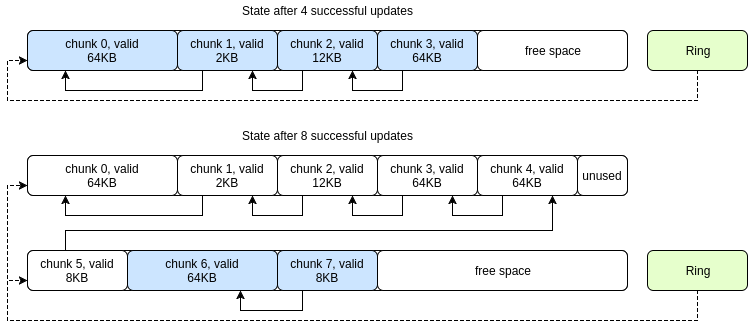 State after 4 successful updates
chunk 0, valid
64KB
chunk 1, valid
2KB
chunk 2, valid
12KB
chunk 3, valid
64KB
free space
Ring
State after 8 successful updates
chunk 0, valid
64KB
chunk 1, valid
2KB
chunk 2, valid
12KB
chunk 3, valid
64KB
chunk 4, valid
64KB
unused
chunk 5, valid
8KB
chunk 6, valid
64KB
chunk 7, valid
8KB
free space
Ring